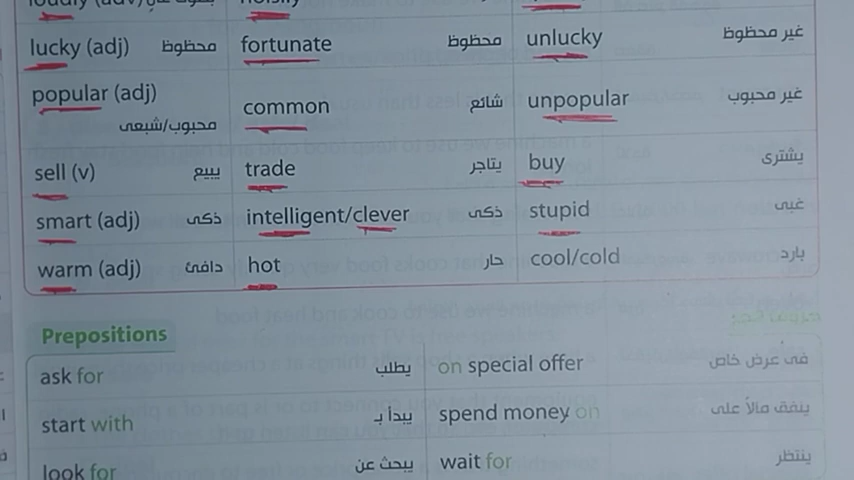 loudly (adv) noisily
lucky (adj) محظوظ fortunate محظوظ unlucky غير محظوظ
popular (adj) محبوب/شعبى common شائع unpopular غير محبوب
sell (v) يبيع trade يتاجر buy يشترى
smart (adj) ذكى intelligent/clever ذكى stupid غبى
warm (adj) دافئ hot حار cool/cold بارد
Prepositions
ask for يطلب on special offer فى عرض خاص
start with يبدأ بـ spend money on ينفق مالاً على
look for يبحث عن wait for ينتظر